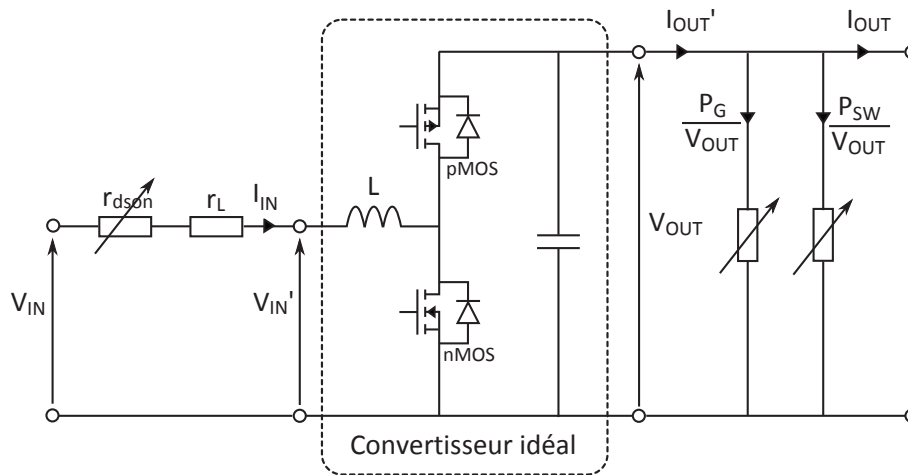 I_OUT'
I_OUT
P_G
V_OUT
P_SW
V_OUT
pMOS
r_dson
r_L
I_IN
L
V_OUT
V_IN
V_IN'
nMOS
Convertisseur idéal